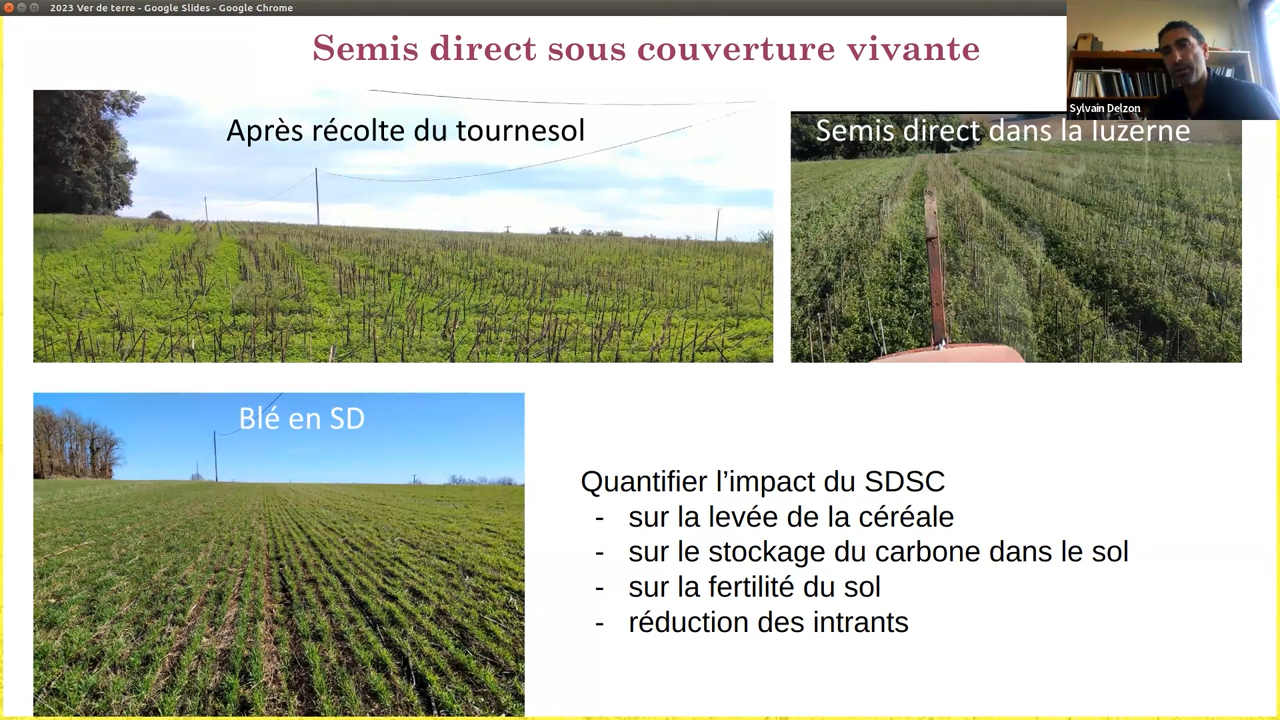 2023 Ver de terre - Google Slides - Google Chrome
Semis direct sous couverture vivante
Sylvain Delzon
Après récolte du tournesol
Semis direct dans la luzerne
Blé en SD
Quantifier l’impact du SDSC
- sur la levée de la céréale
- sur le stockage du carbone dans le sol
- sur la fertilité du sol
- réduction des intrants